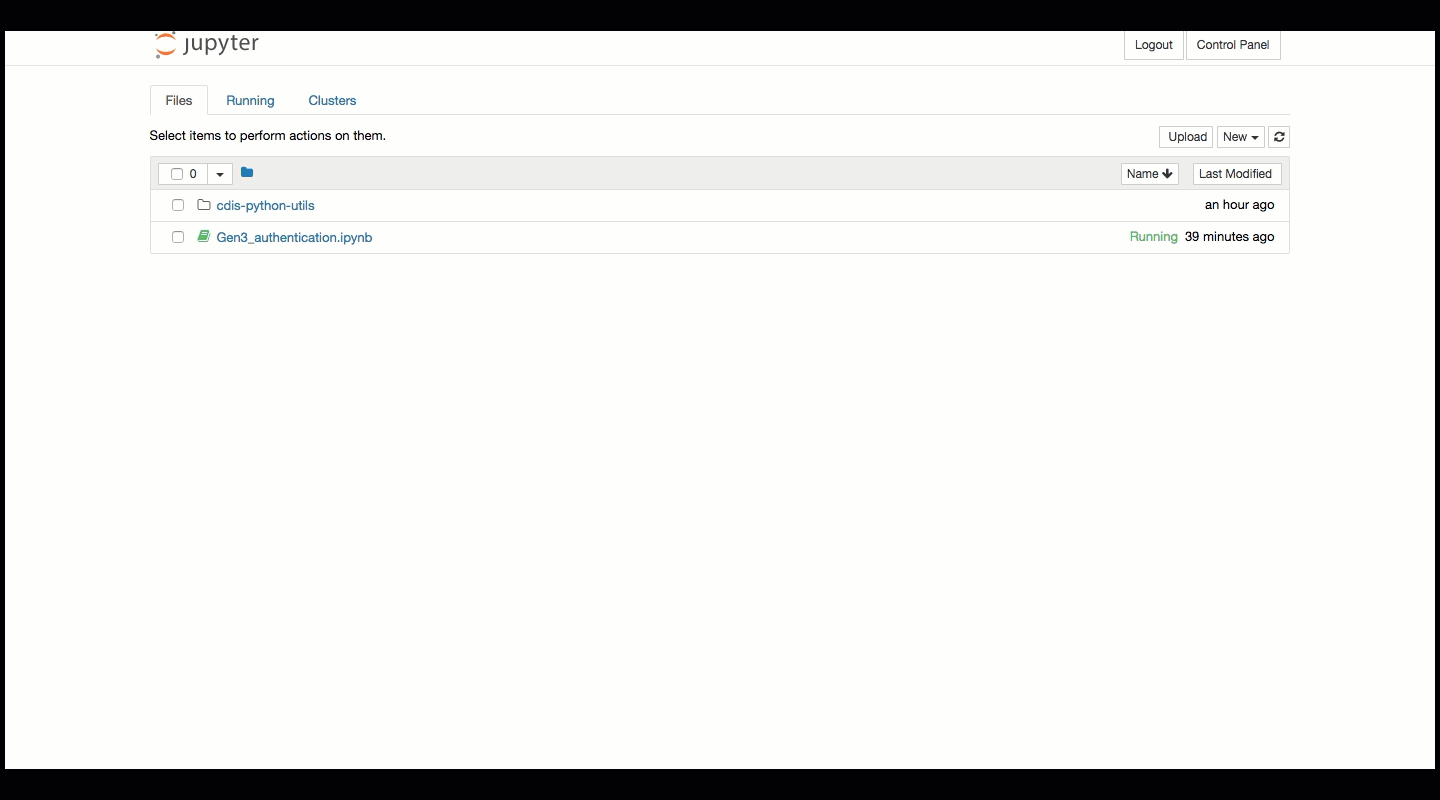 jupyter
Logout Control Panel
Files Running Clusters
Select items to perform actions on them.
Upload New
0 Name Last Modified
cdis-python-utils an hour ago
Gen3_authentication.ipynb Running 39 minutes ago